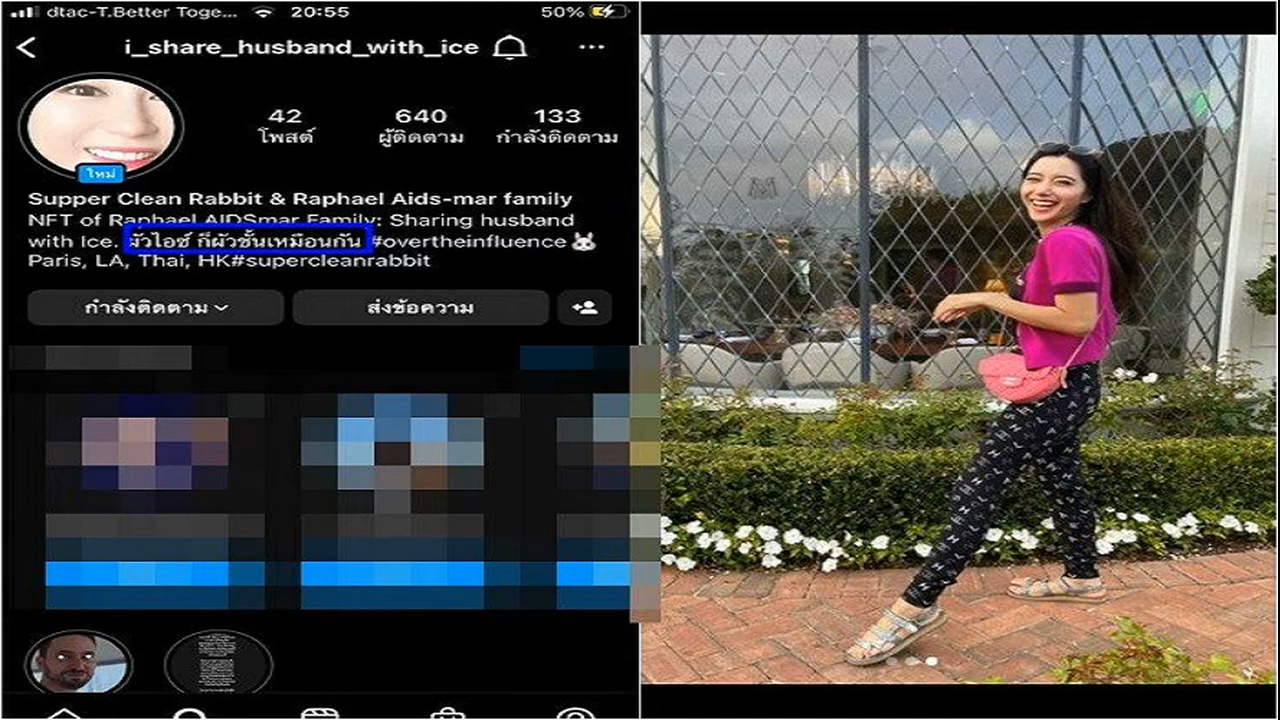 dtac-T.Better Toge... 20:55 50%
i_share_husband_with_ice
42 640 133
โพสต์ ผู้ติดตาม กำลังติดตาม
ใหม่
Supper Clean Rabbit & Raphael Aids-mar family
NFT of Raphael AIDSmar Family: Sharing husband
with Ice. ผัวไอซ์ ก็ผัวชั้นเหมือนกัน #overtheinfluence
Paris, LA, Thai, HK#supercleanrabbit
กำลังติดตาม ส่งข้อความ